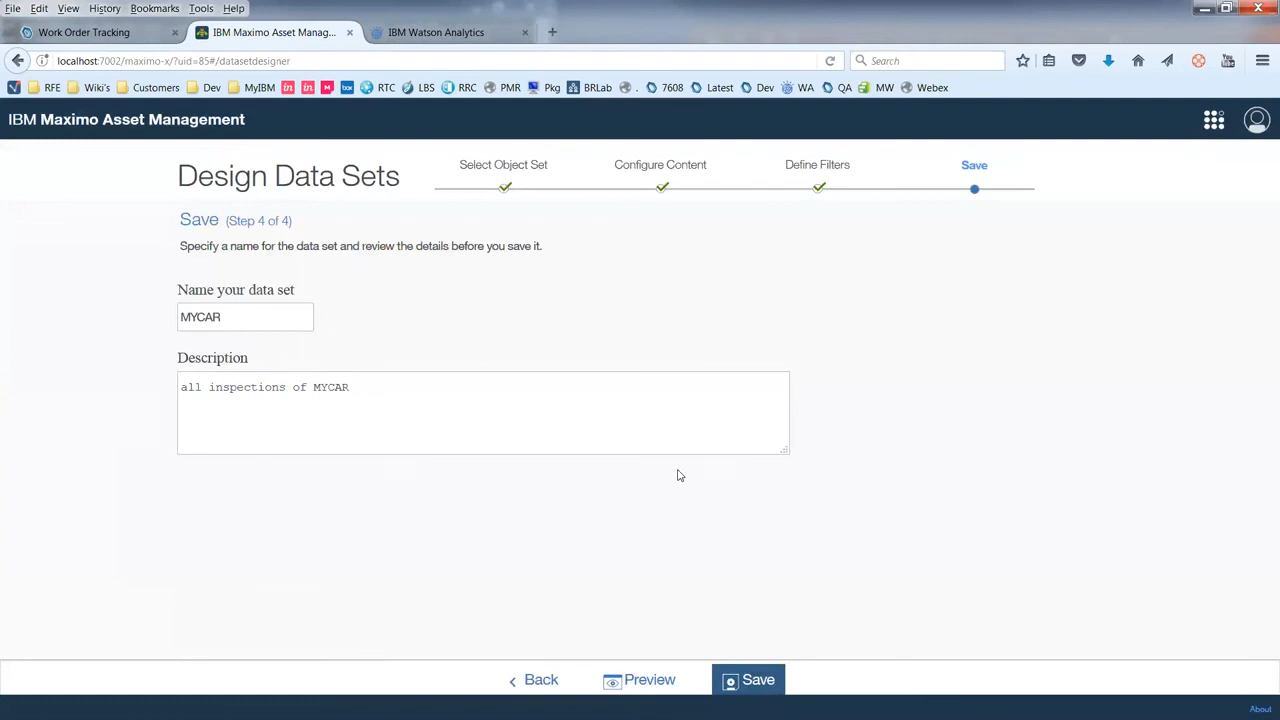 File Edit View History Bookmarks Tools Help
Work Order Tracking
IBM Maximo Asset Manag...
IBM Watson Analytics
localhost:7002/maximo-x/?uid=85#/datasetdesigner
Search
RFE Wiki's Customers Dev MyIBM RTC LBS RRC PMR Pkg BRLab . 7608 Latest Dev WA QA MW Webex
IBM Maximo Asset Management
Design Data Sets
Select Object Set
Configure Content
Define Filters
Save
Save (Step 4 of 4)
Specify a name for the data set and review the details before you save it.
Name your data set
MYCAR
Description
all inspections of MYCAR
Back
Preview
Save
About